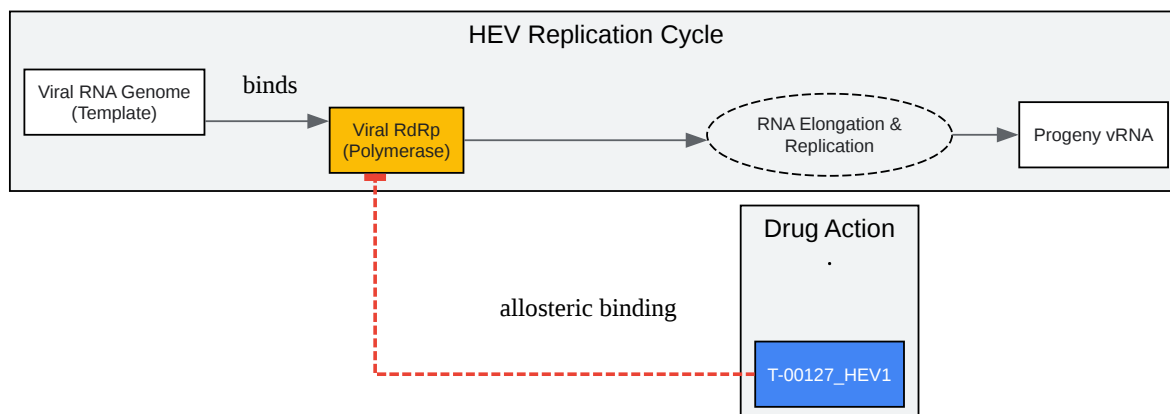 HEV Replication Cycle
Viral RNA Genome
(Template)
binds
Viral RdRp
(Polymerase)
RNA Elongation &
Replication
Progeny vRNA
Drug Action
.
allosteric binding
T-00127_HEV1